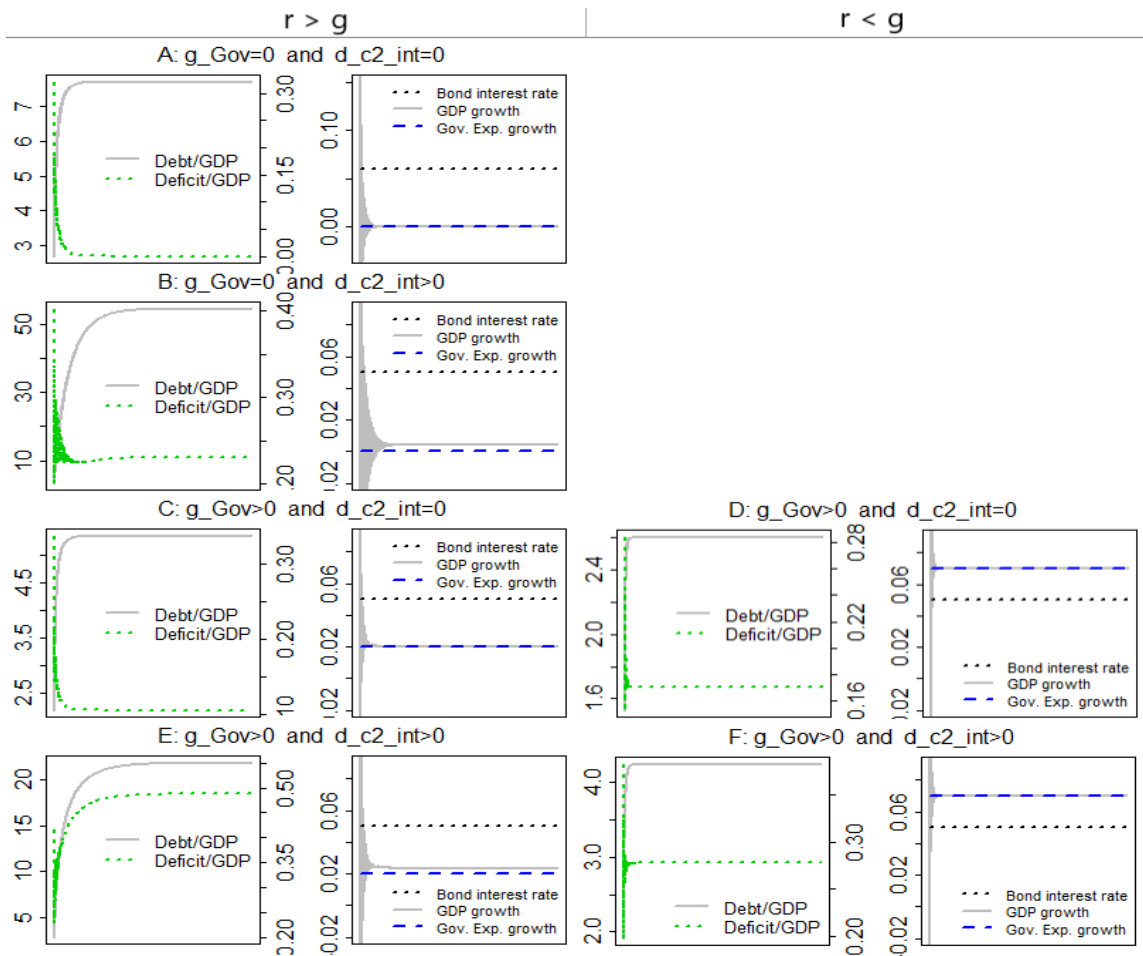 r > g
r < g
A: g_Gov=0 and d_c2_int=0
7
6
5
4
3
Debt/GDP
Deficit/GDP
0.30
0.15
0.00
0.10
0.00
Bond interest rate
GDP growth
Gov. Exp. growth
B: g_Gov=0 and d_c2_int>0
50
30
10
Debt/GDP
Deficit/GDP
0.40
0.30
0.20
0.06
0.02
-0.02
Bond interest rate
GDP growth
Gov. Exp. growth
C: g_Gov>0 and d_c2_int=0
4.5
3.5
2.5
Debt/GDP
Deficit/GDP
0.30
0.20
0.10
0.06
0.02
-0.02
Bond interest rate
GDP growth
Gov. Exp. growth
D: g_Gov>0 and d_c2_int=0
2.4
2.0
1.6
Debt/GDP
Deficit/GDP
0.28
0.22
0.16
0.06
0.02
-0.02
Bond interest rate
GDP growth
Gov. Exp. growth
E: g_Gov>0 and d_c2_int>0
20
15
10
5
Debt/GDP
Deficit/GDP
0.50
0.35
0.20
0.06
0.02
-0.02
Bond interest rate
GDP growth
Gov. Exp. growth
F: g_Gov>0 and d_c2_int>0
4.0
3.0
2.0
Debt/GDP
Deficit/GDP
0.28
0.20
0.06
0.02
-0.02
Bond interest rate
GDP growth
Gov. Exp. growth